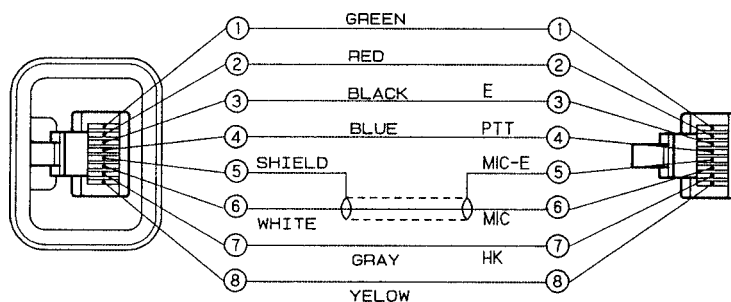 1 GREEN 1
2 RED 2
3 BLACK E 3
4 BLUE PTT 4
5 SHIELD MIC-E 5
6 WHITE MIC 6
7 GRAY HK 7
8 YELOW 8